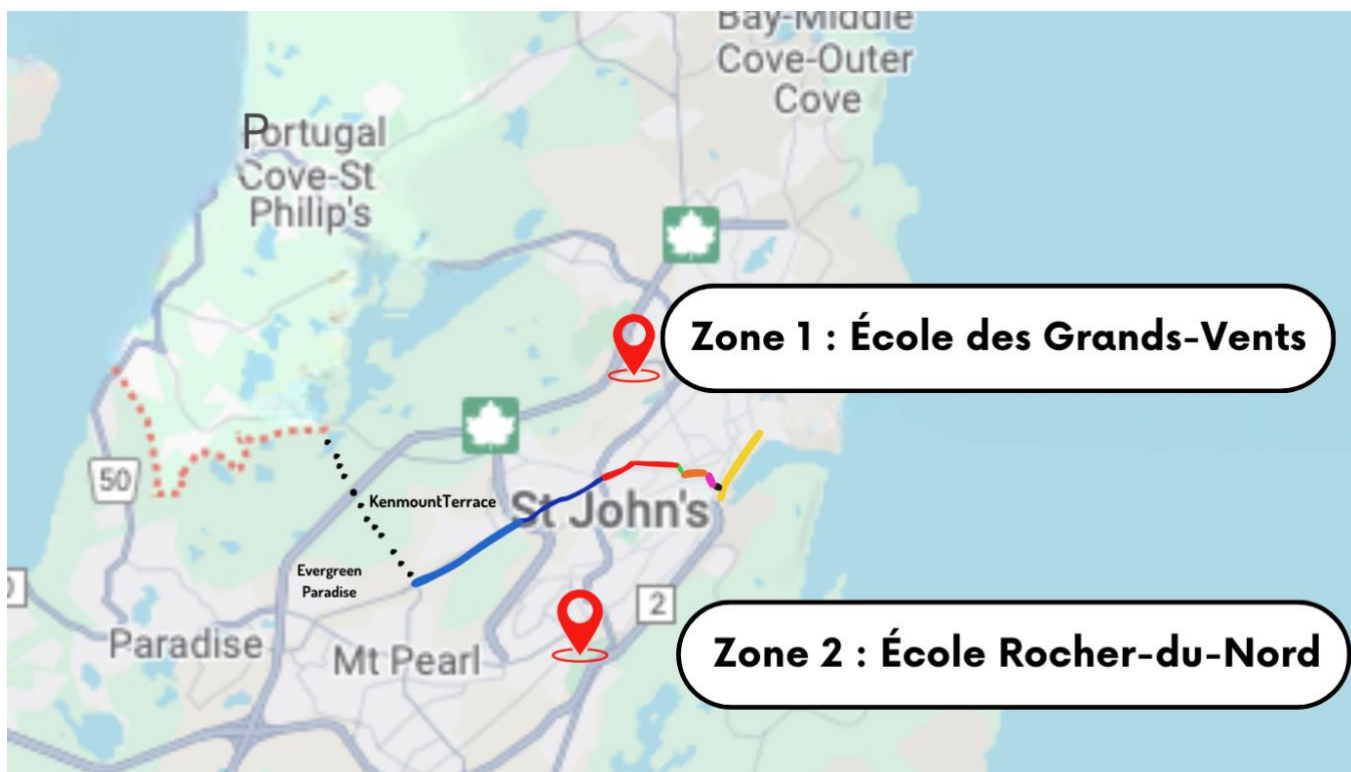 Bay-Middle
Cove-Outer
Cove
Portugal
Cove-St
Philip's
Zone 1 : École des Grands-Vents
50
KenmountTerrace
St John's
Evergreen
Paradise
2
Paradise
Mt Pearl
Zone 2 : École Rocher-du-Nord